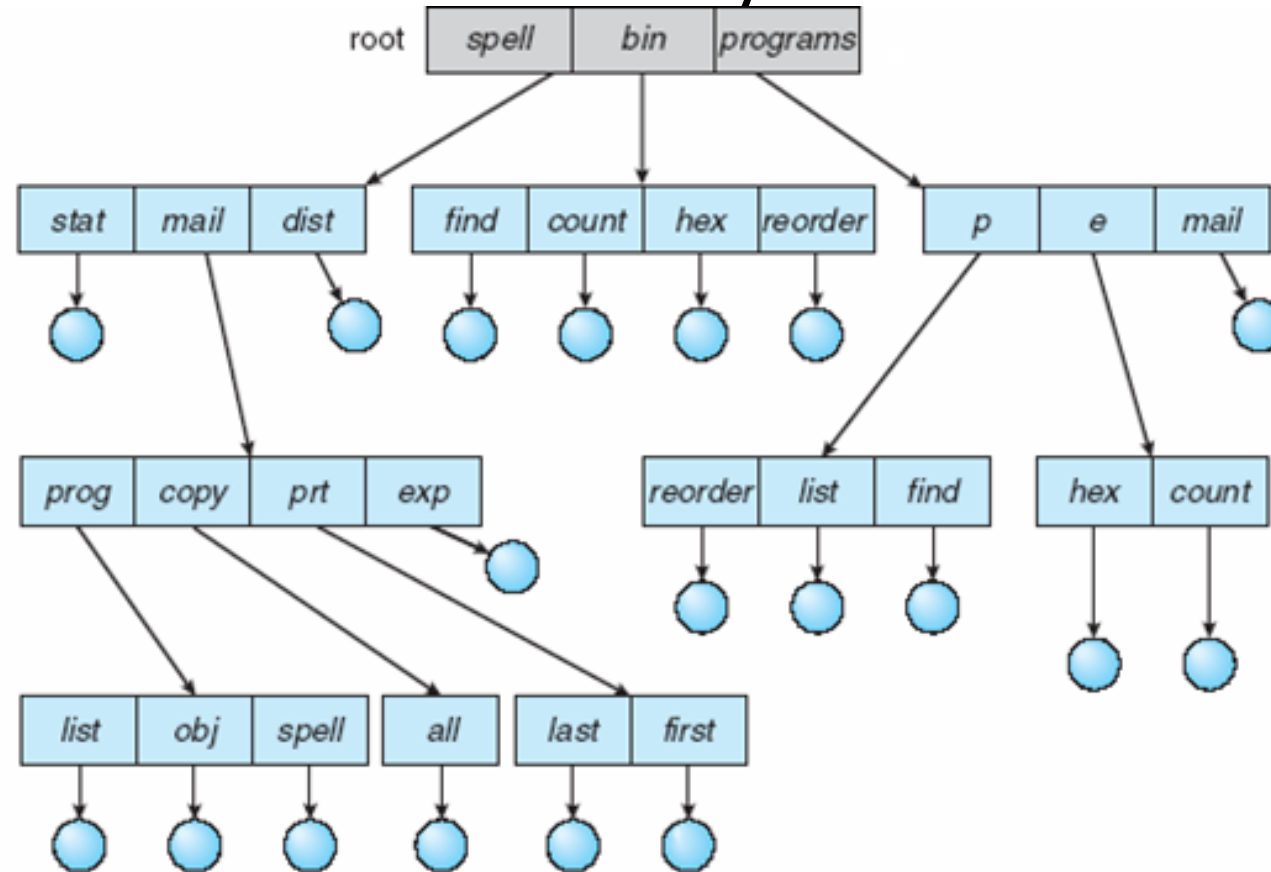 root spell bin programs
stat mail dist find count hex reorder p e mail
prog copy prt exp reorder list find hex count
list obj spell all last first